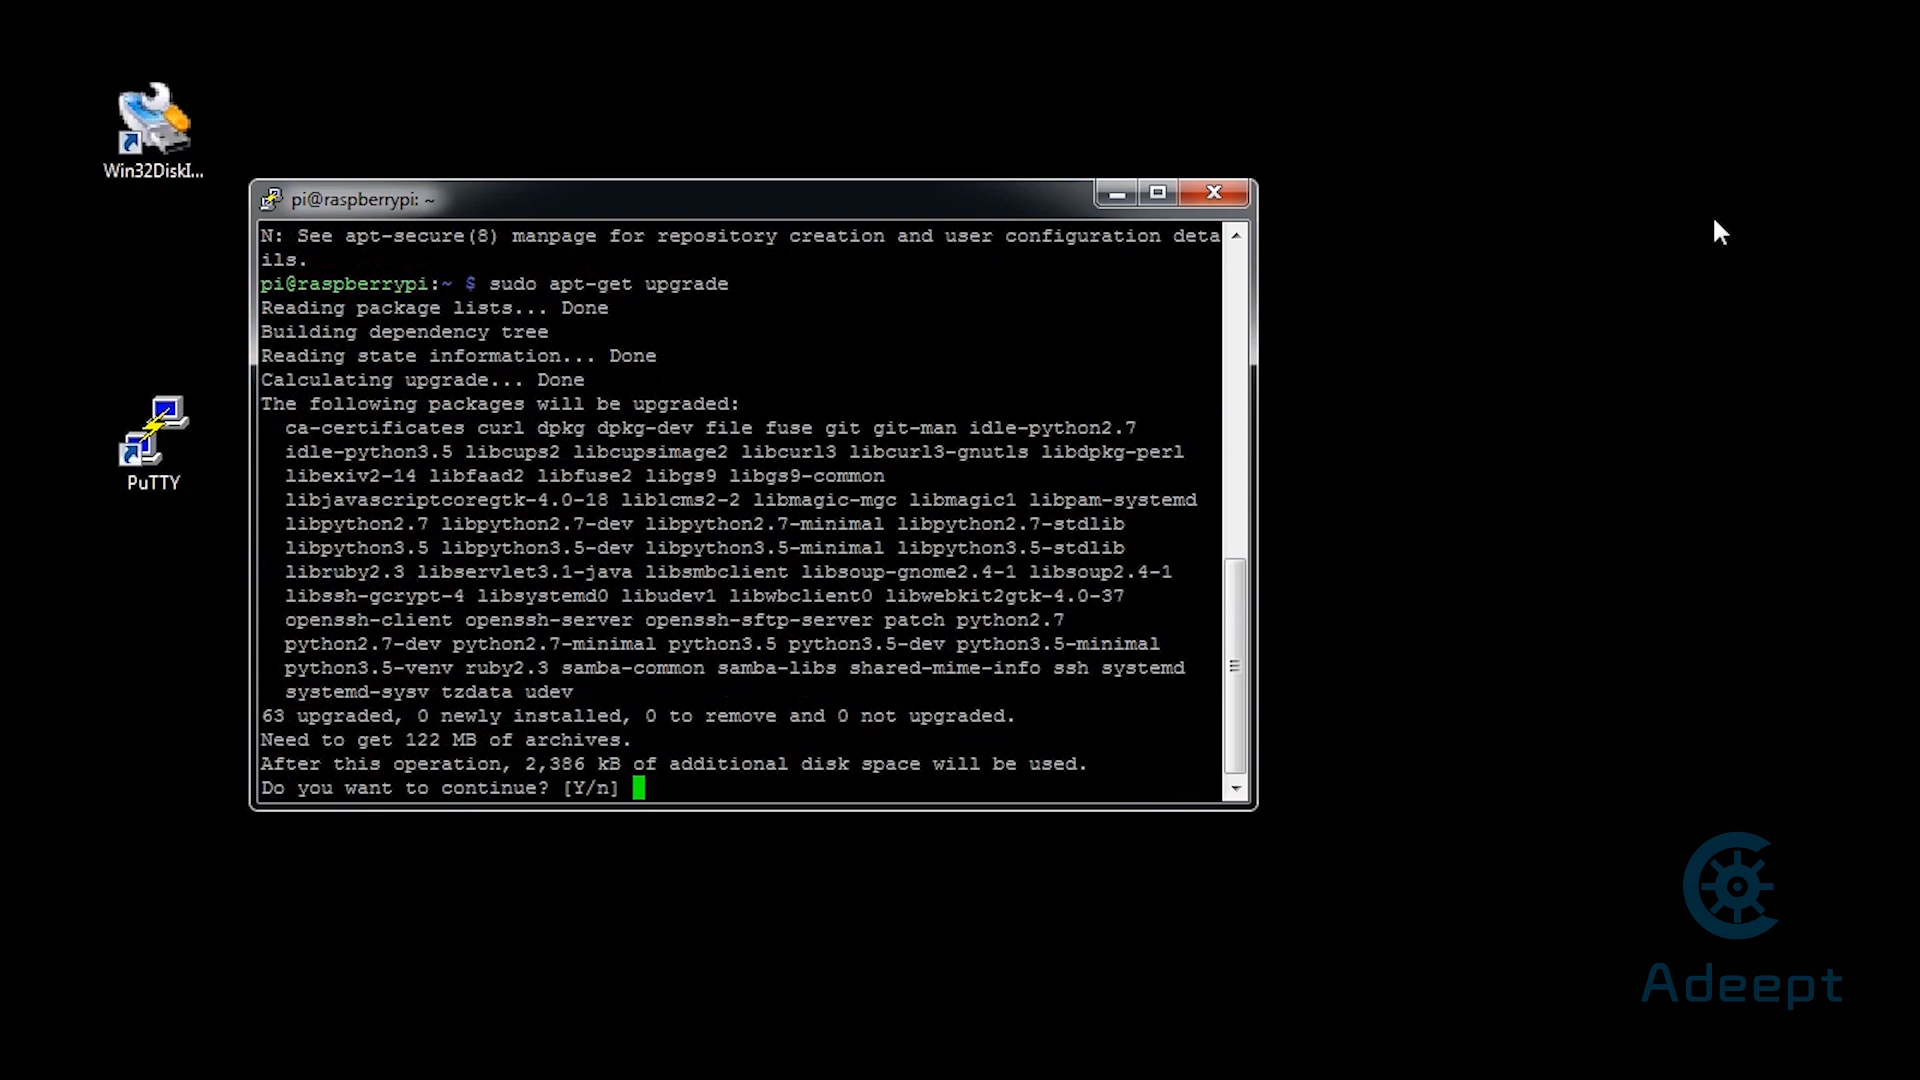 Win32DiskI...
pi@raspberrypi: ~
N: See apt-secure(8) manpage for repository creation and user configuration deta
ils.
pi@raspberrypi:~ $ sudo apt-get upgrade
Reading package lists... Done
Building dependency tree
Reading state information... Done
Calculating upgrade... Done
The following packages will be upgraded:
  ca-certificates curl dpkg dpkg-dev file fuse git git-man idle-python2.7
  idle-python3.5 libcups2 libcupsimage2 libcurl3 libcurl3-gnutls libdpkg-perl
  libexiv2-14 libfaad2 libfuse2 libgs9 libgs9-common
  libjavascriptcoregtk-4.0-18 liblcms2-2 libmagic-mgc libmagic1 libpam-systemd
  libpython2.7 libpython2.7-dev libpython2.7-minimal libpython2.7-stdlib
  libpython3.5 libpython3.5-dev libpython3.5-minimal libpython3.5-stdlib
  libruby2.3 libservlet3.1-java libsmbclient libsoup-gnome2.4-1 libsoup2.4-1
  libssh-gcrypt-4 libsystemd0 libudev1 libwbclient0 libwebkit2gtk-4.0-37
  openssh-client openssh-server openssh-sftp-server patch python2.7
  python2.7-dev python2.7-minimal python3.5 python3.5-dev python3.5-minimal
  python3.5-venv ruby2.3 samba-common samba-libs shared-mime-info ssh systemd
  systemd-sysv tzdata udev
63 upgraded, 0 newly installed, 0 to remove and 0 not upgraded.
Need to get 122 MB of archives.
After this operation, 2,386 kB of additional disk space will be used.
Do you want to continue? [Y/n]
PuTTY
Adeept